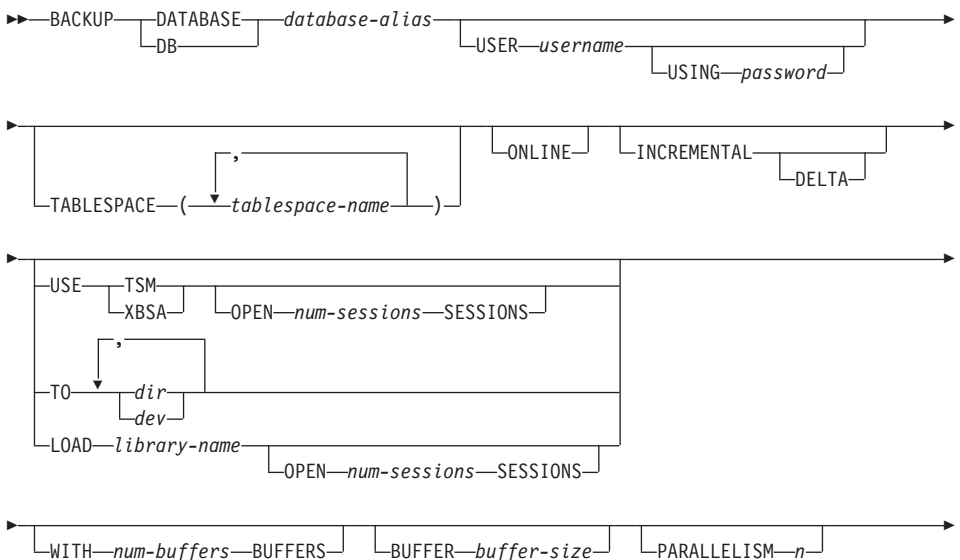 BACKUP DATABASE database-alias
DB
USER username
USING password
,
ONLINE INCREMENTAL
DELTA
TABLESPACE ( tablespace-name )
USE TSM
XBSA OPEN num-sessions SESSIONS
,
TO dir
dev
LOAD library-name
OPEN num-sessions SESSIONS
WITH num-buffers BUFFERS BUFFER buffer-size PARALLELISM n